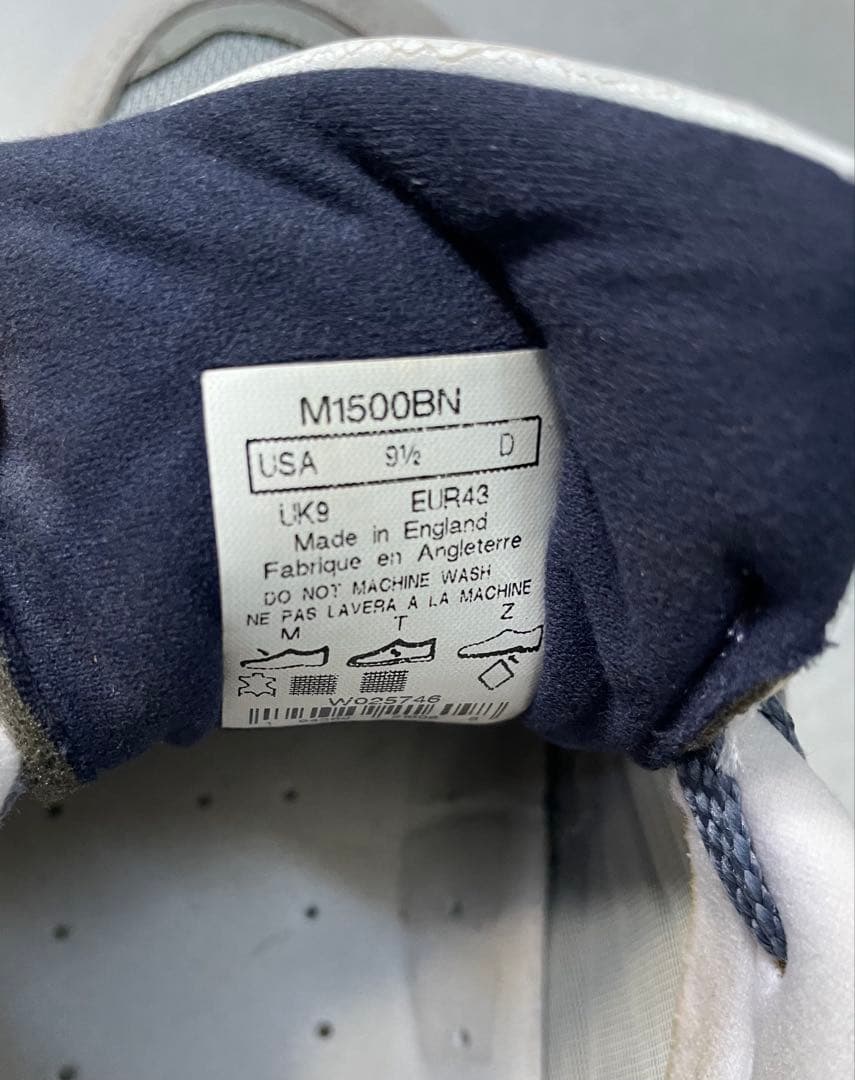 M1500BN
USA 9½ D
UK9 EUR43
Made in England
Fabrique en Angleterre
DO NOT MACHINE WASH
NE PAS LAVERA A LA MACHINE
M T Z
W025746